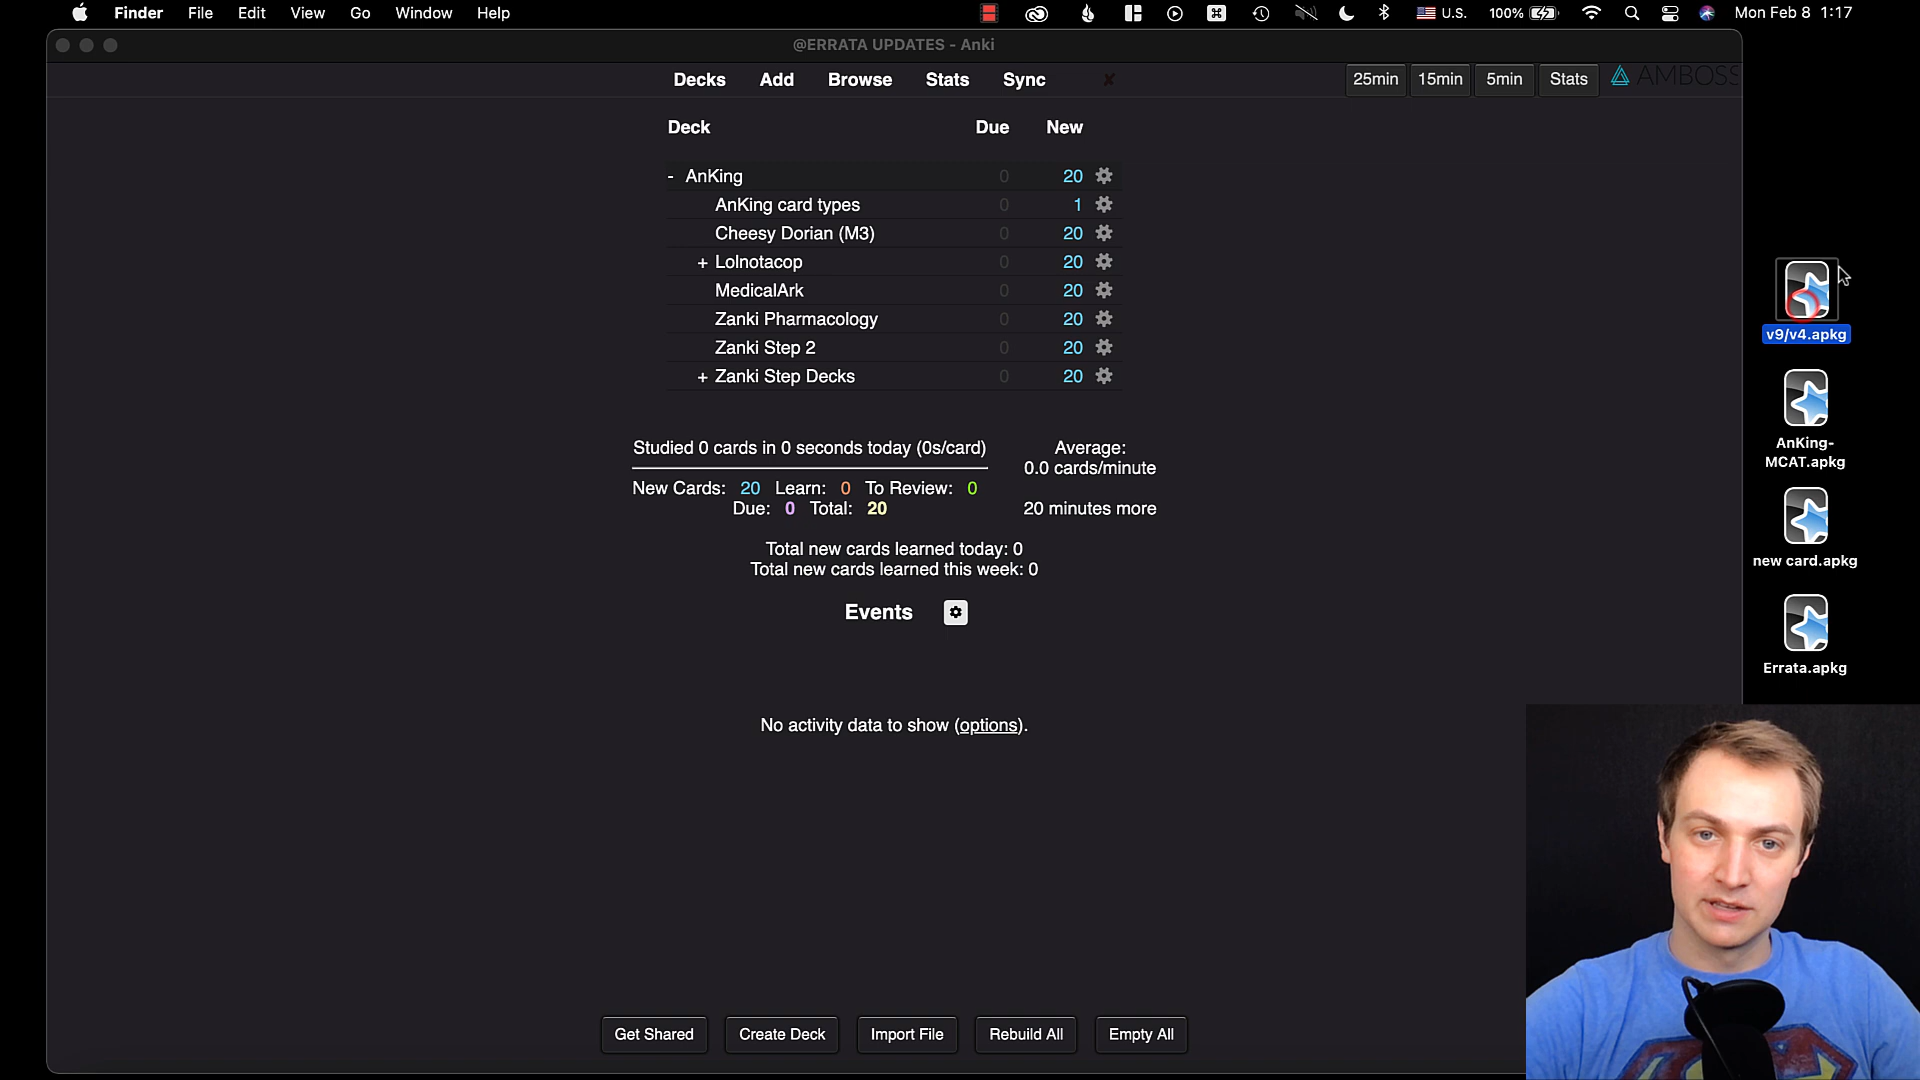 Finder File Edit View Go Window Help
U.S. 100% Mon Feb 8 1:17
@ERRATA UPDATES - Anki
Decks Add Browse Stats Sync
25min 15min 5min Stats AMBOSS
Deck Due New
- AnKing 0 20
AnKing card types 0 1
Cheesy Dorian (M3) 0 20
+ Lolnotacop 0 20
MedicalArk 0 20
Zanki Pharmacology 0 20
Zanki Step 2 0 20
+ Zanki Step Decks 0 20
Studied 0 cards in 0 seconds today (0s/card)
New Cards: 20 Learn: 0 To Review: 0
Due: 0 Total: 20
Average:
0.0 cards/minute
20 minutes more
Total new cards learned today: 0
Total new cards learned this week: 0
Events
No activity data to show (options).
Get Shared Create Deck Import File Rebuild All Empty All
v9/v4.apkg
AnKing-
MCAT.apkg
new card.apkg
Errata.apkg